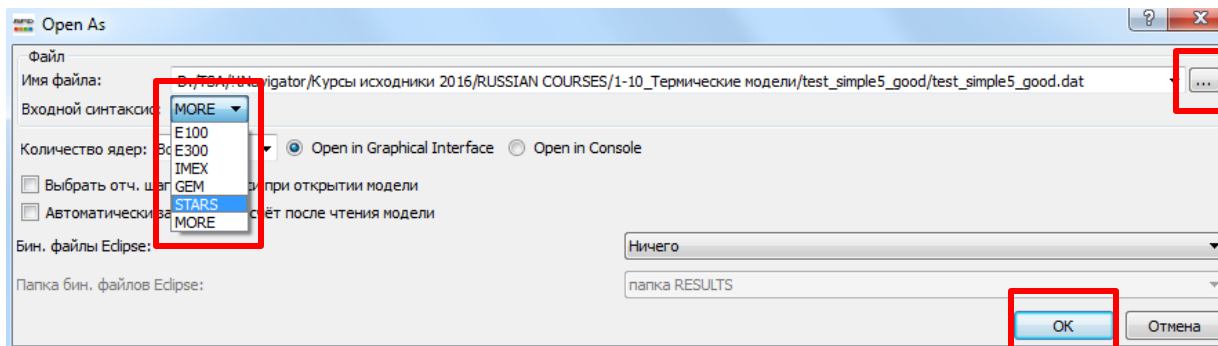 Open As
Файл
Имя файла: D:/TSA/!tNavigator/Курсы исходники 2016/RUSSIAN COURSES/1-10_Термические модели/test_simple5_good/test_simple5_good.dat ...
Входной синтаксис: MORE
E100
E300
IMEX
GEM
STARS
MORE
Количество ядер: Open in Graphical Interface Open in Console
Выбрать отч. при открытии модели
Автоматически после чтения модели
Бин. файлы Eclipse: Ничего
Папка бин. файлов Eclipse: папка RESULTS
OK Отмена